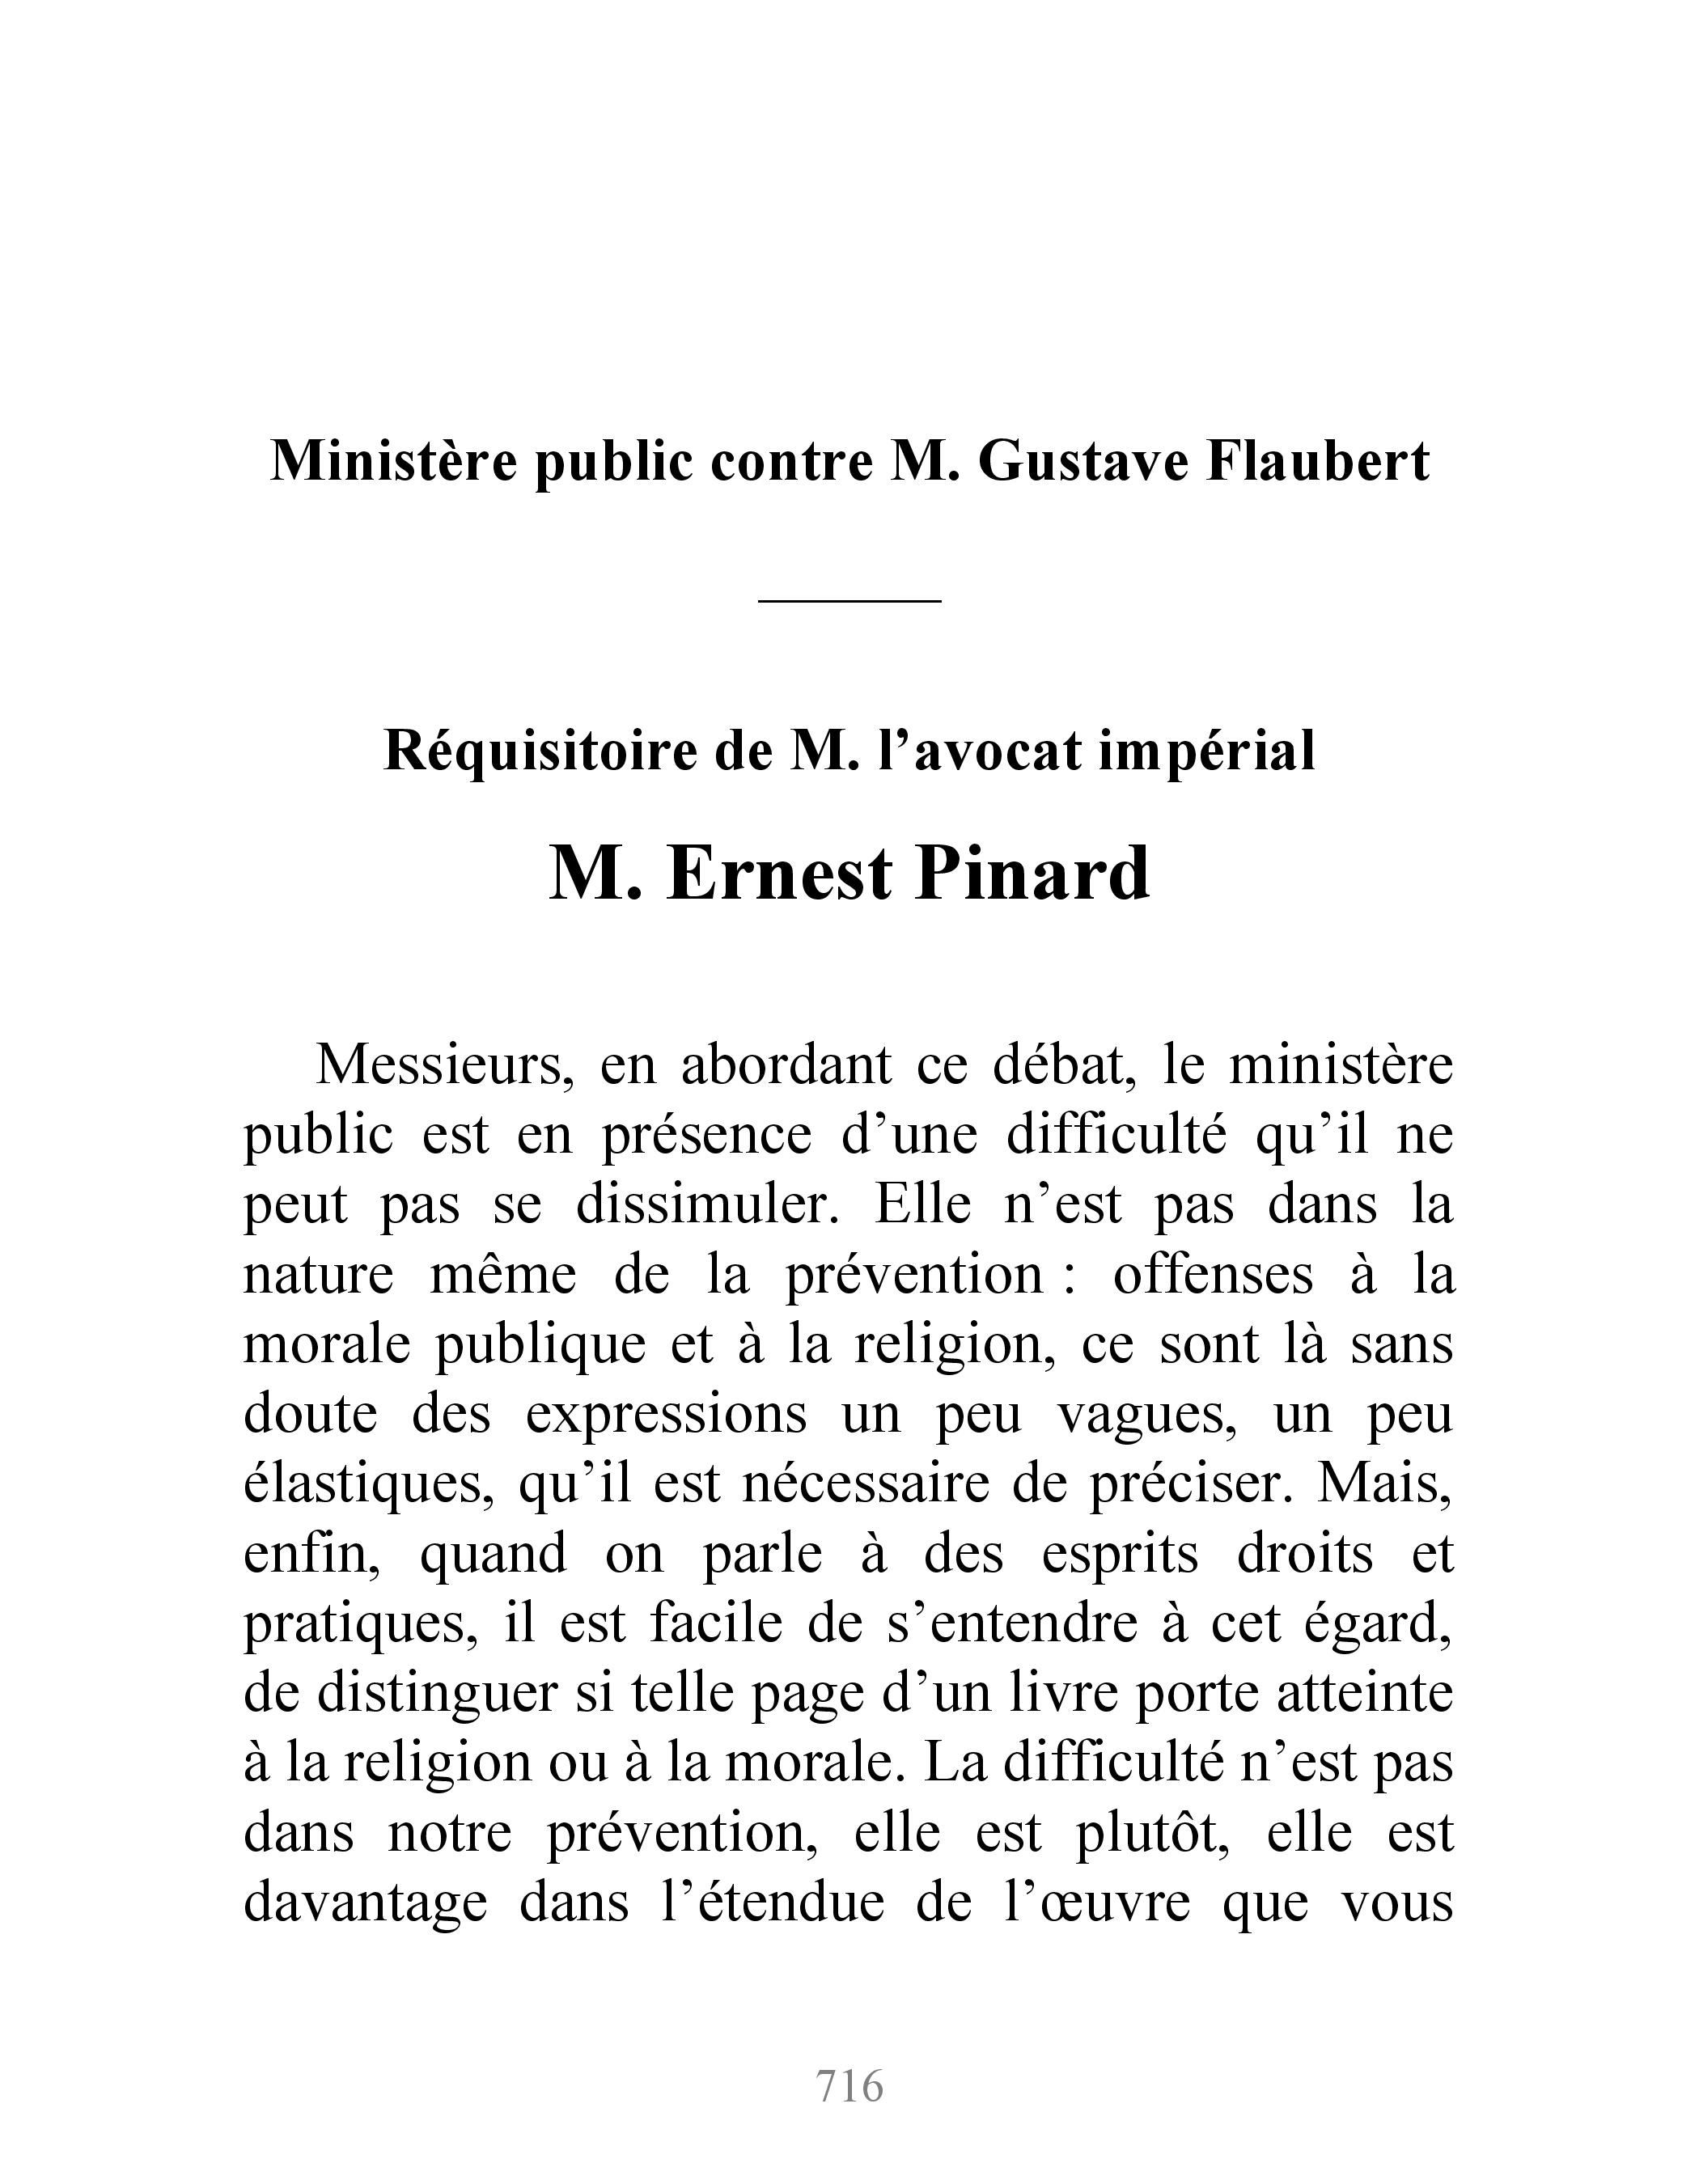 Ministère public contre M. Gustave Flaubert
Réquisitoire de M. l’avocat impérial
M. Ernest Pinard
Messieurs, en abordant ce débat, le ministère
public est en présence d’une difficulté qu’il ne
peut pas se dissimuler. Elle n’est pas dans la
nature même de la prévention : offenses à la
morale publique et à la religion, ce sont là sans
doute des expressions un peu vagues, un peu
élastiques, qu’il est nécessaire de préciser. Mais,
enfin, quand on parle à des esprits droits et
pratiques, il est facile de s’entendre à cet égard,
de distinguer si telle page d’un livre porte atteinte
à la religion ou à la morale. La difficulté n’est pas
dans notre prévention, elle est plutôt, elle est
davantage dans l’étendue de l’œuvre que vous
716